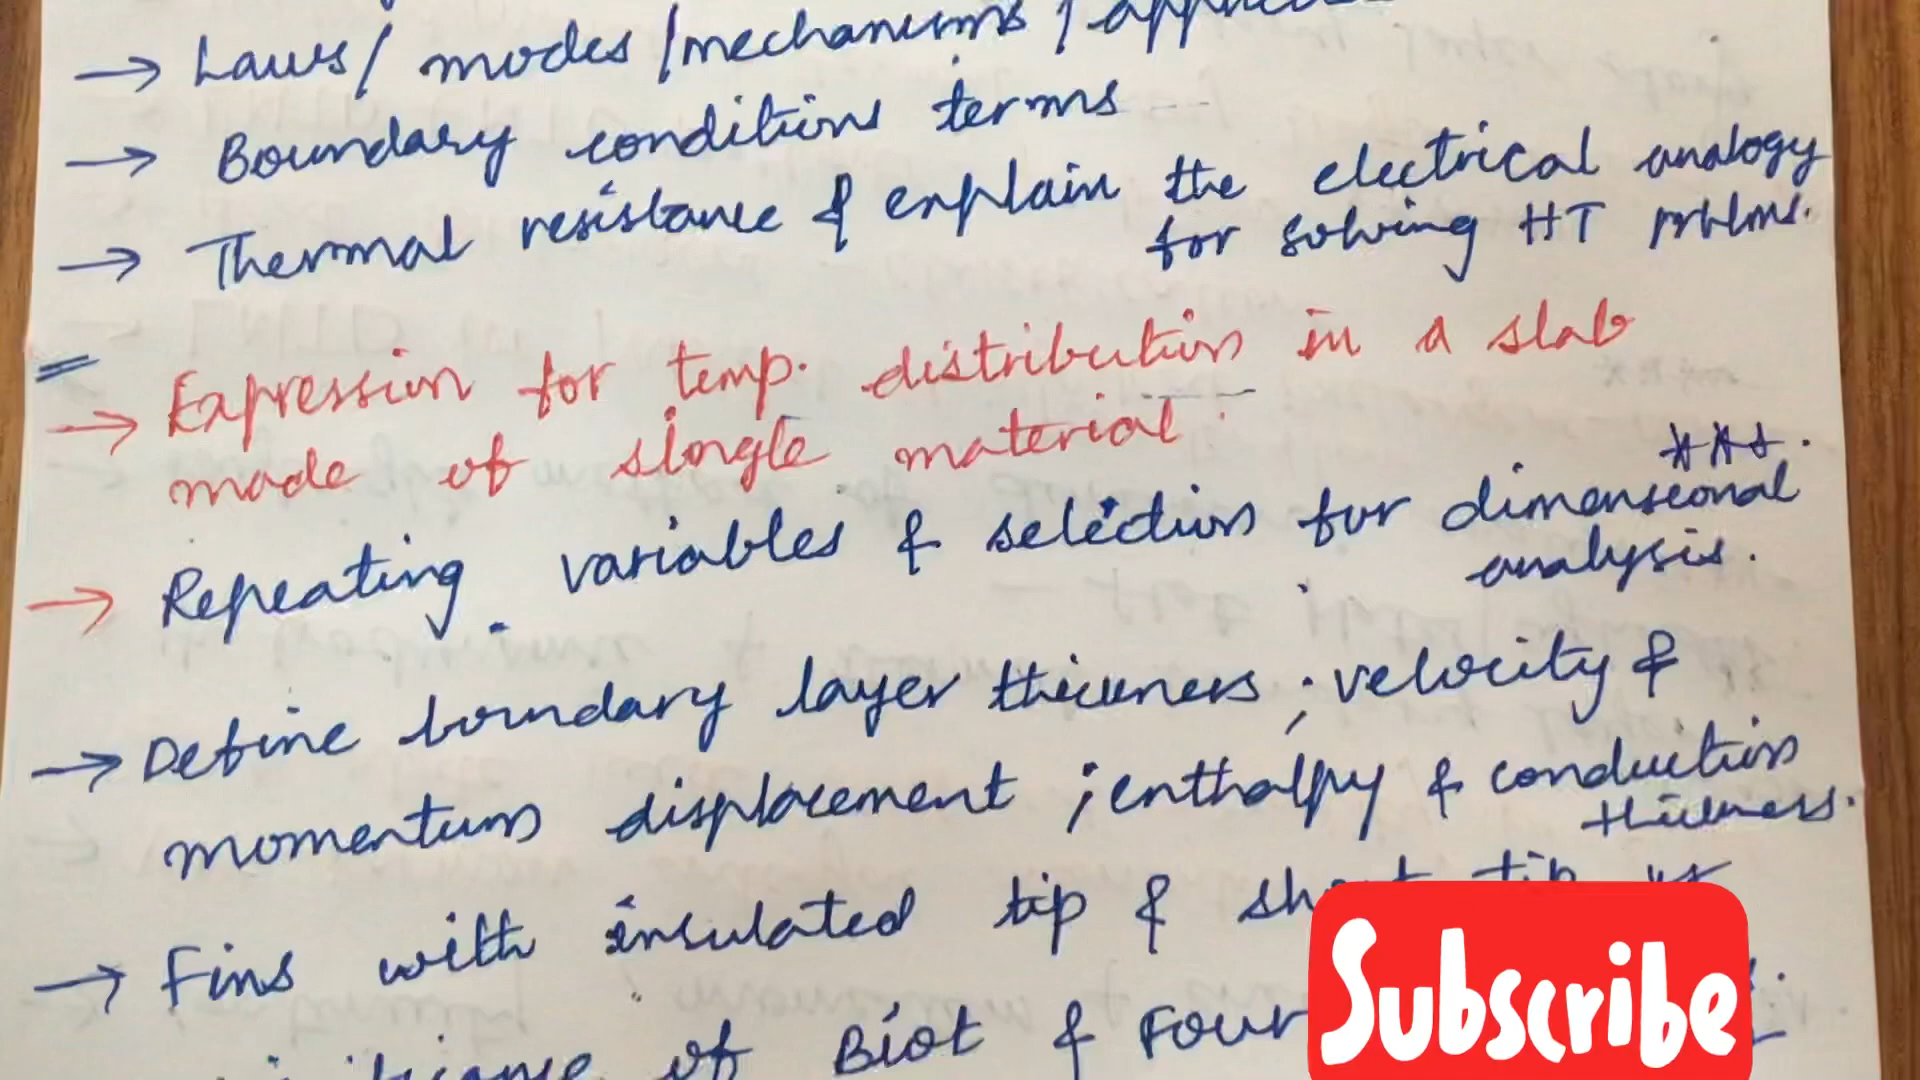 → Laws/ modes /mechanisms /
→ Boundary conditions terms
→ Thermal resistance & explain the electrical analogy
for solving HT prblms.
→ Expression for temp. distribution in a slab
made of single material.
***.
→ Repeating variables & selection for dimensional
analysis.
→ Define boundary layer thickness ; velocity &
momentum displacement ; enthalpy & conduction
thickness.
→ Fins with insulated tip & tip
of Biot &
Subscribe